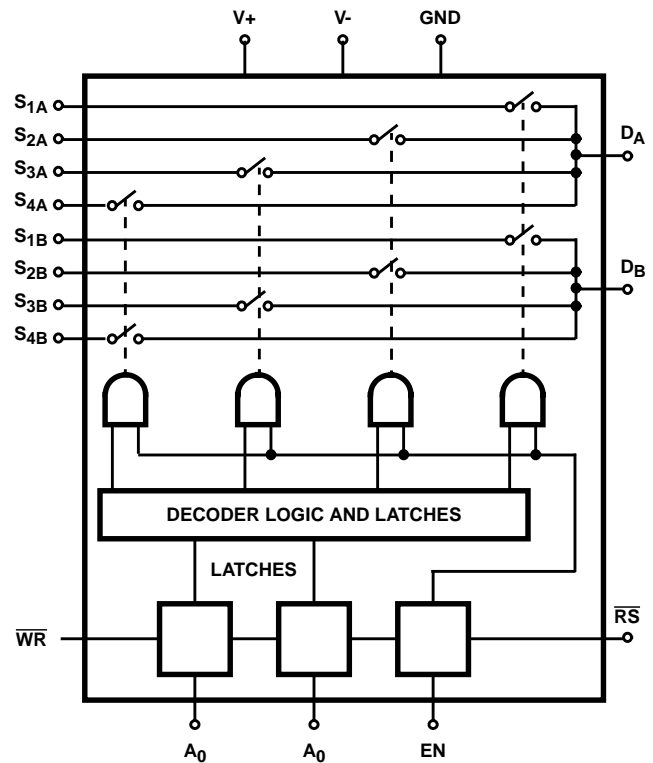 V+ V- GND
S1A
S2A
DA
S3A
S4A
S1B
S2B
DB
S3B
S4B
DECODER LOGIC AND LATCHES
LATCHES
WR
RS
A0 A0 EN